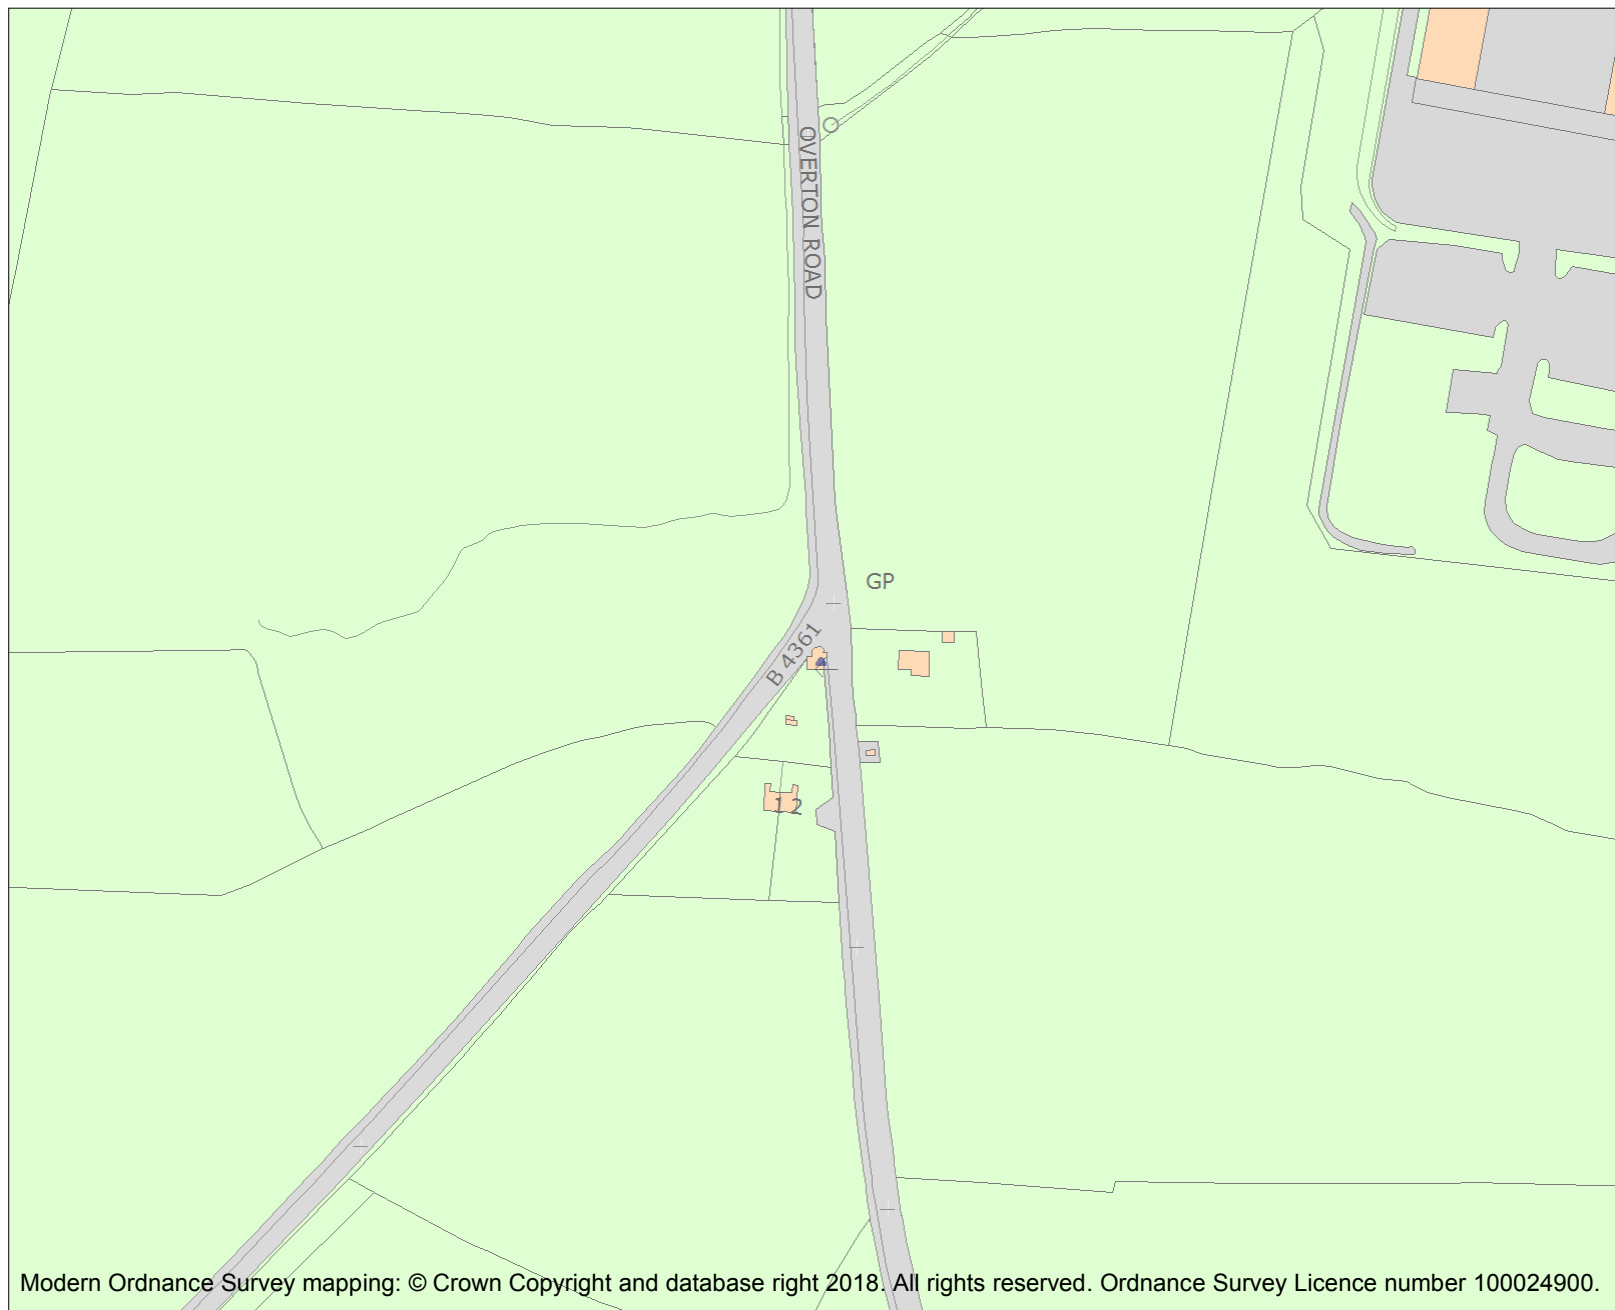 OVERTON ROAD
GP
B 4361
1 2
Modern Ordnance Survey mapping: © Crown Copyright and database right 2018. All rights reserved. Ordnance Survey Licence number 100024900.